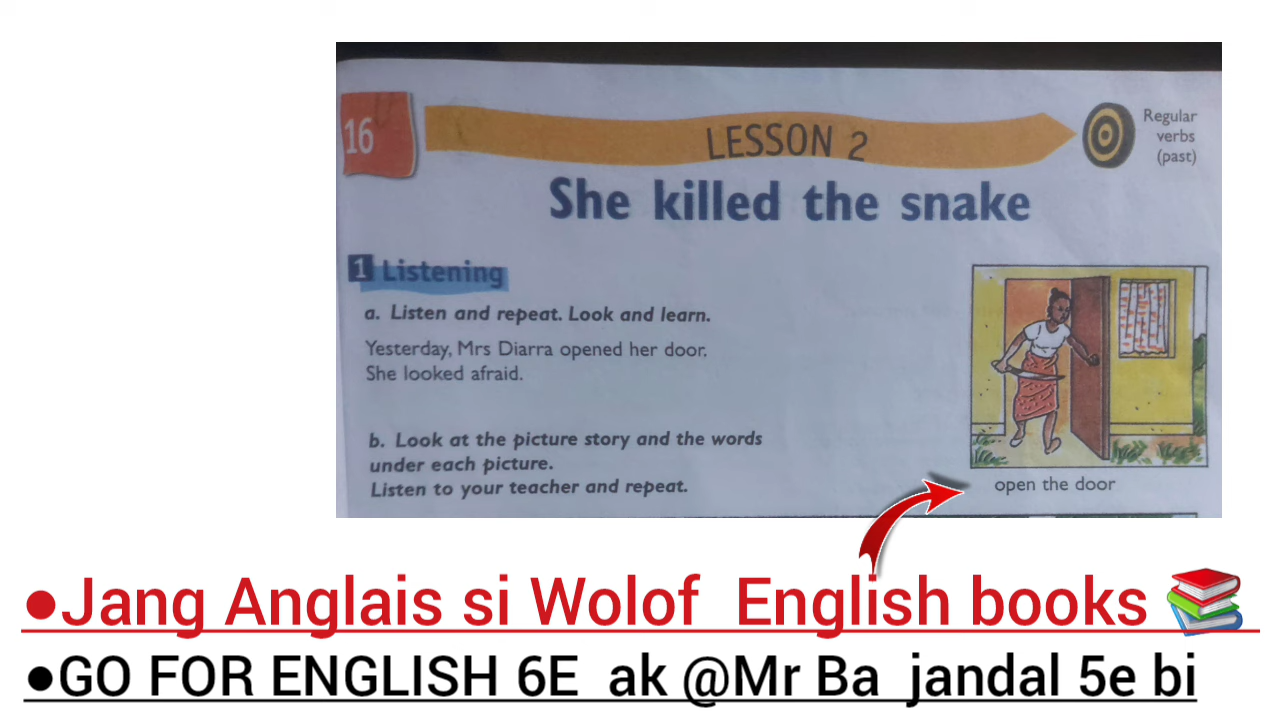 16
LESSON 2
Regular
verbs
(past)
She killed the snake
1 Listening
a. Listen and repeat. Look and learn.
Yesterday, Mrs Diarra opened her door.
She looked afraid.
b. Look at the picture story and the words
under each picture.
Listen to your teacher and repeat.
open the door
●Jang Anglais si Wolof English books 📚
●GO FOR ENGLISH 6E ak @Mr Ba jandal 5e bi